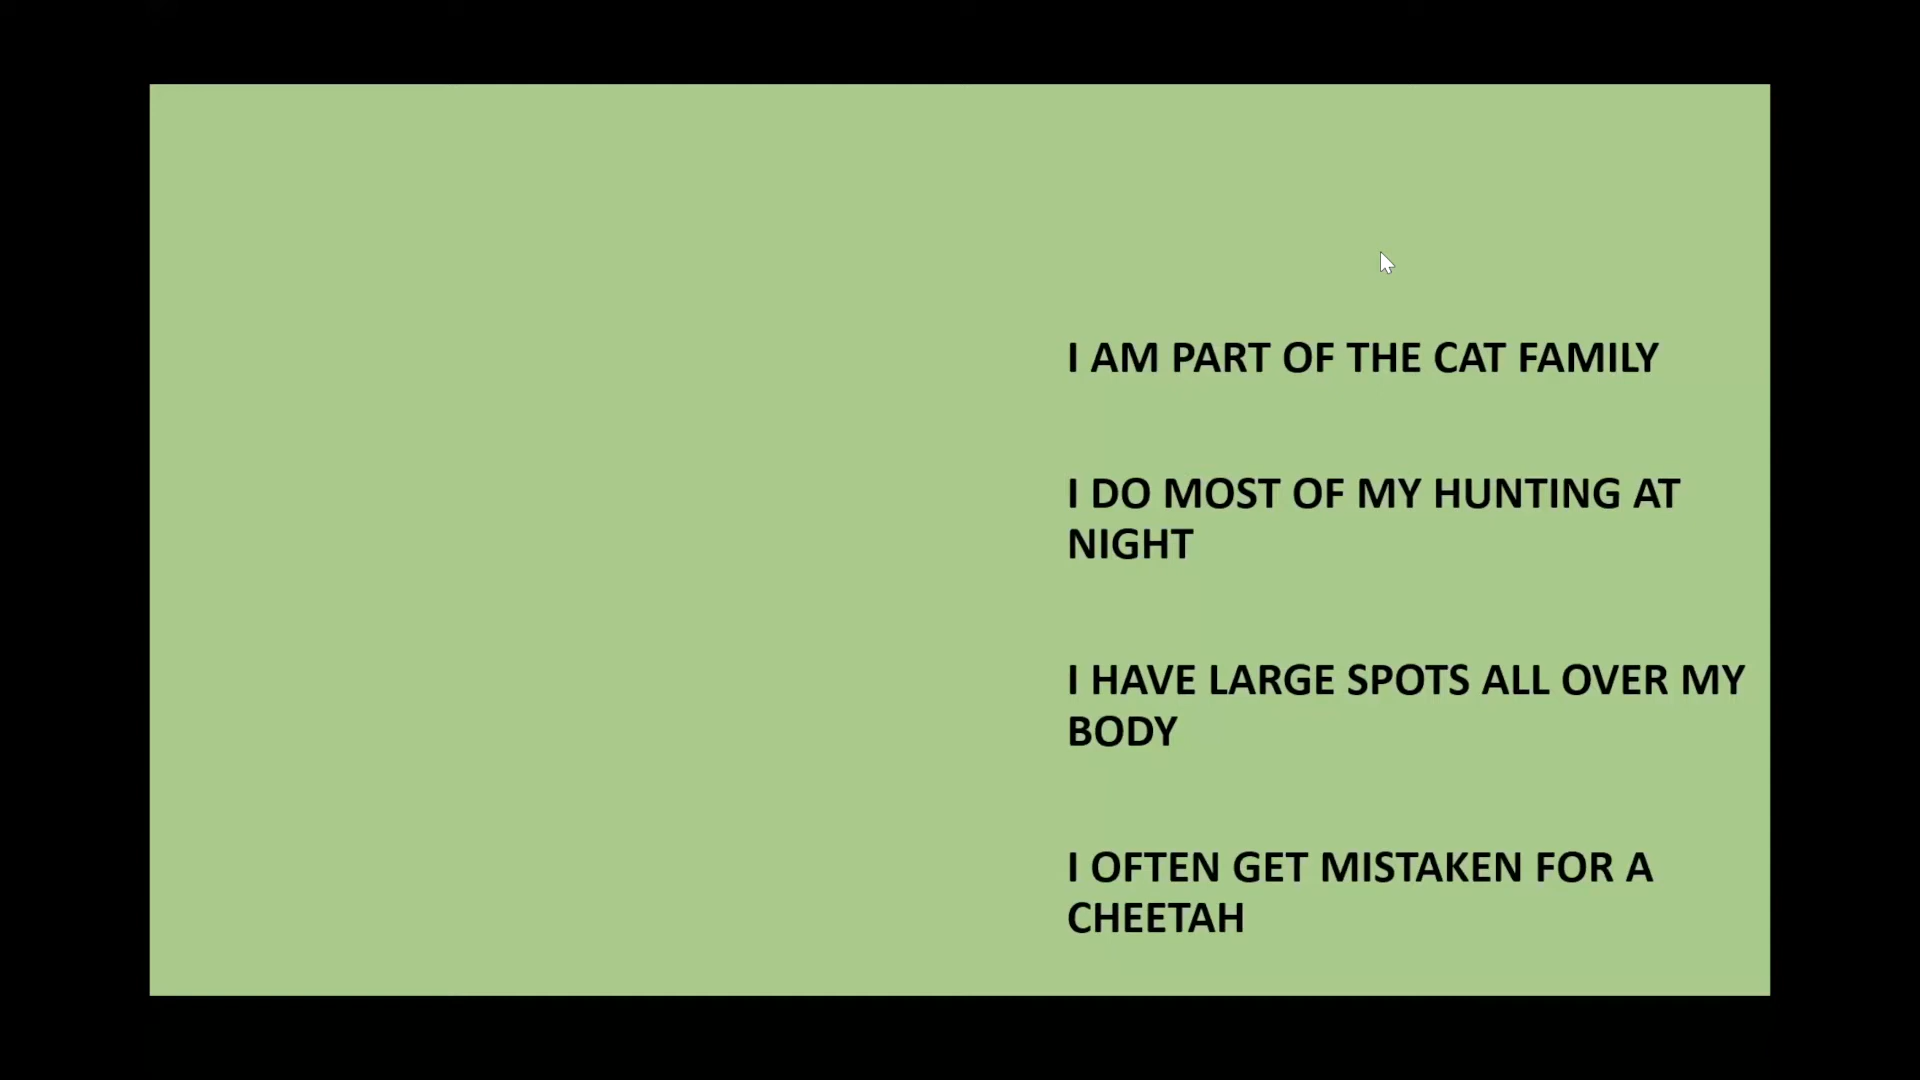 I AM PART OF THE CAT FAMILY
I DO MOST OF MY HUNTING AT
NIGHT
I HAVE LARGE SPOTS ALL OVER MY
BODY
I OFTEN GET MISTAKEN FOR A
CHEETAH